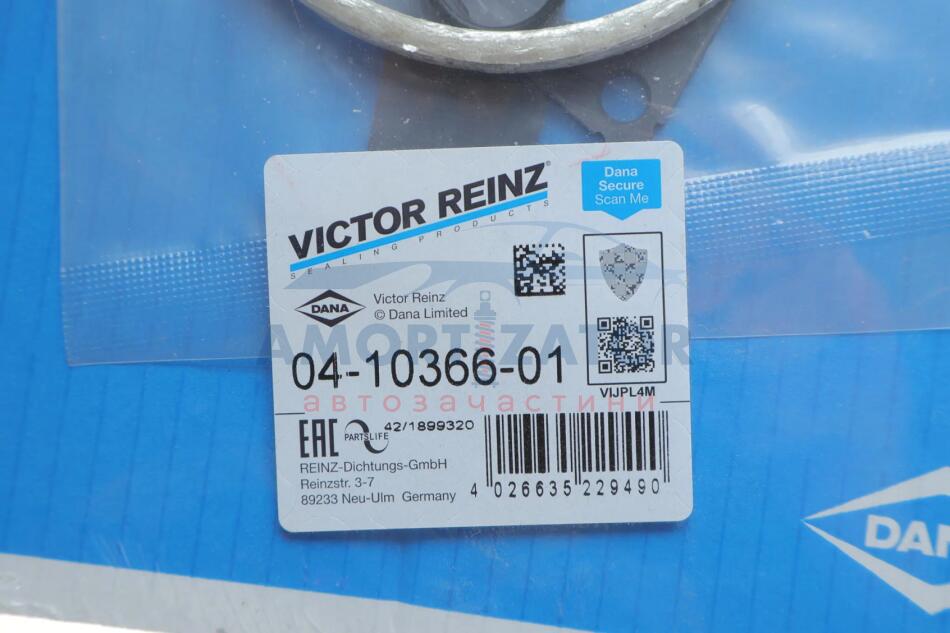 VICTOR REINZ®
SEALING PRODUCTS
Dana
Secure
Scan Me
DANA
Victor Reinz
© Dana Limited
AMORTIZATOR
04-10366-01
VIJPL4M
автозачастини
EAC
PARTSLIFE
42/1899320
REINZ-Dichtungs-GmbH
Reinzstr. 3-7
89233 Neu-Ulm Germany
4 026635 229490
DAN